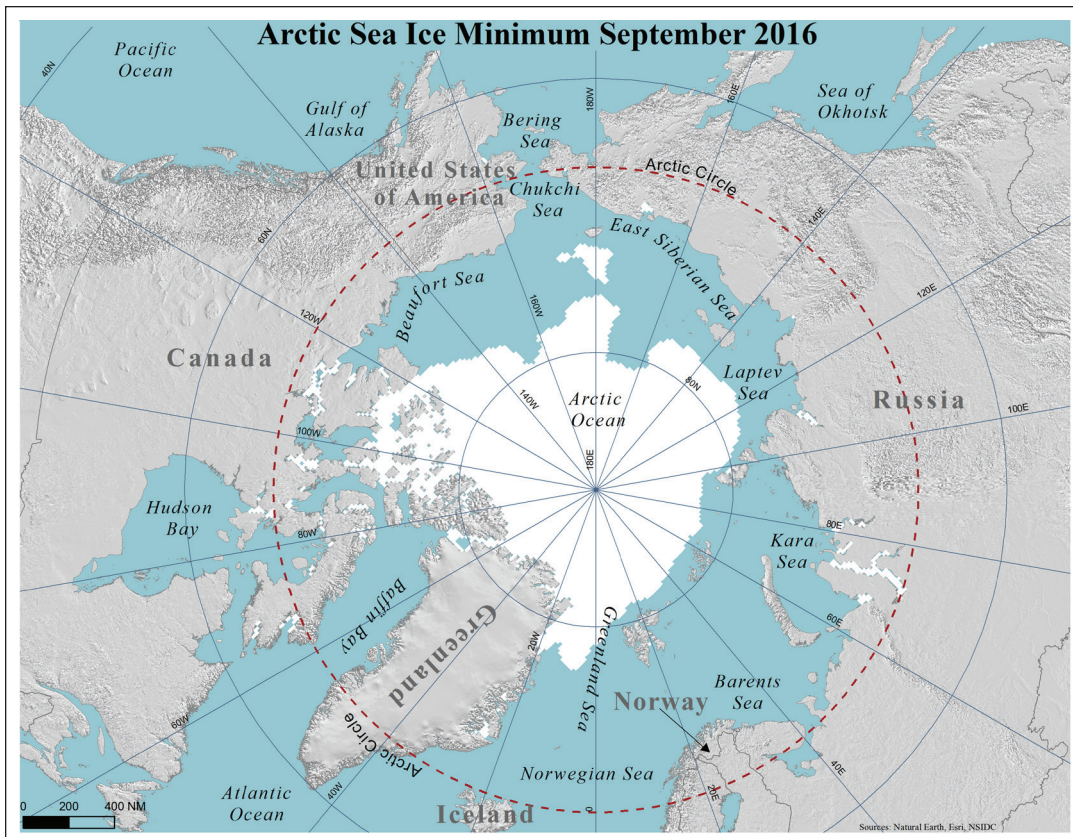 Arctic Sea Ice Minimum September 2016
Pacific
Ocean
40N
Gulf of
Alaska
Bering
Sea
180W
160E
Sea of
Okhotsk
United States
of America
Arctic Circle
Chukchi
Sea
140E
60N
East Siberian Sea
Beaufort Sea
160W
120E
120W
Canada
80N
Laptev
Sea
140W
Arctic
Ocean
Russia
100E
100W
180E
Hudson
Bay
80W
80E
Kara
Sea
Baffin Bay
Greenland
20W
Greenland Sea
60E
Norway
Barents
Sea
60W
Arctic Circle
Norwegian Sea
40E
40W
20E
0
Atlantic
Ocean
Iceland
0 200 400 NM
Sources: Natural Earth, Esri, NSIDC